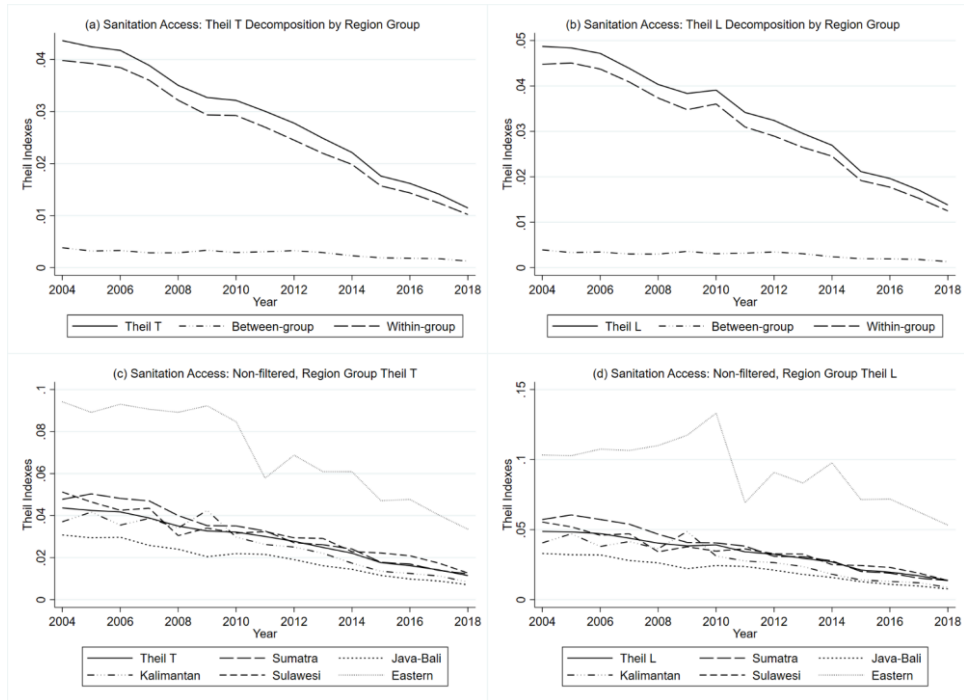 (a) Sanitation Access: Theil T Decomposition by Region Group
Theil Indexes
.04
.03
.02
.01
0
2004 2006 2008 2010 2012 2014 2016 2018
Year
Theil T Between-group Within-group
(b) Sanitation Access: Theil L Decomposition by Region Group
Theil Indexes
.05
.04
.03
.02
.01
0
2004 2006 2008 2010 2012 2014 2016 2018
Year
Theil L Between-group Within-group
(c) Sanitation Access: Non-filtered, Region Group Theil T
Theil Indexes
.1
.08
.06
.04
.02
0
2004 2006 2008 2010 2012 2014 2016 2018
Year
Theil T Sumatra Java-Bali
Kalimantan Sulawesi Eastern
(d) Sanitation Access: Non-filtered, Region Group Theil L
Theil Indexes
.15
.1
.05
0
2004 2006 2008 2010 2012 2014 2016 2018
Year
Theil L Sumatra Java-Bali
Kalimantan Sulawesi Eastern